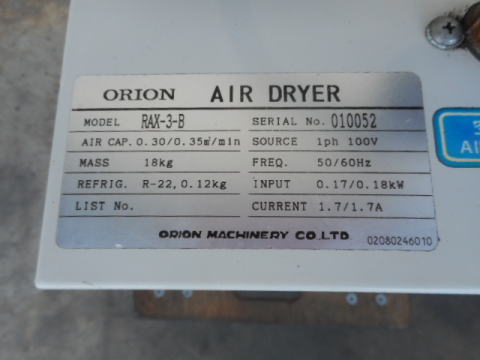 ORION AIR DRYER
MODEL RAX-3-B SERIAL No. 010052
AIR CAP. 0.30/0.35㎥/min SOURCE 1ph 100V
MASS 18kg FREQ. 50/60Hz
REFRIG. R-22, 0.12kg INPUT 0.17/0.18kW
LIST No. CURRENT 1.7/1.7A
ORION MACHINERY CO., LTD. 02080246010